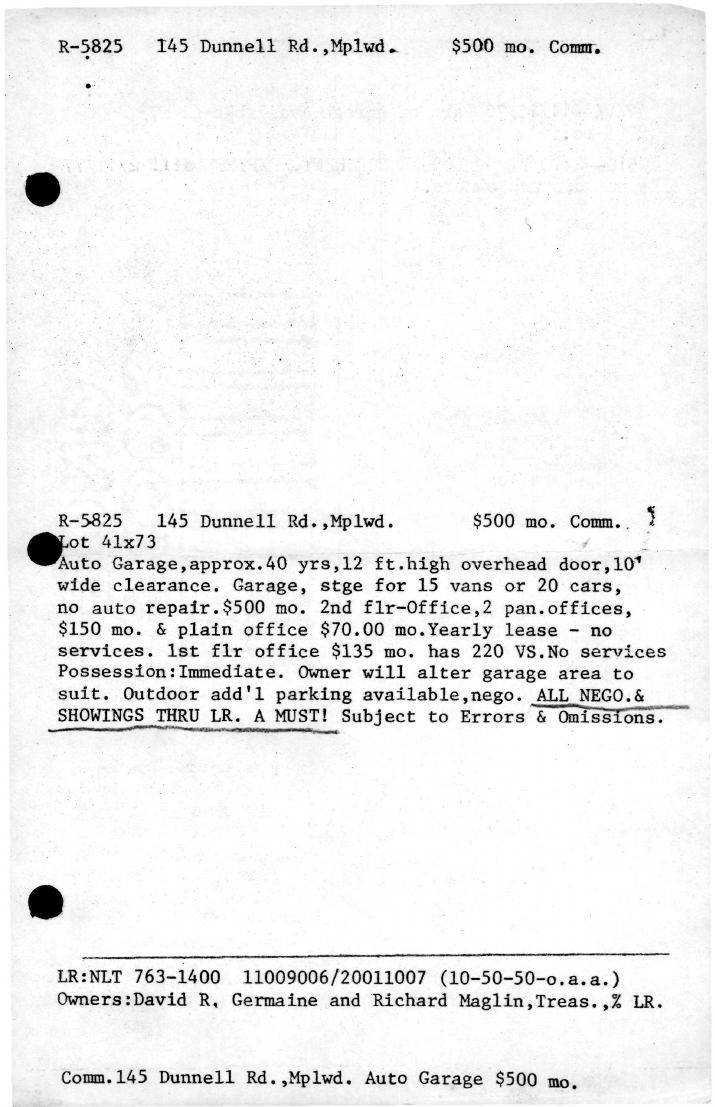 R-5825 145 Dunnell Rd.,Mplwd. $500 mo. Comm.
R-5825 145 Dunnell Rd.,Mplwd. $500 mo. Comm.
Lot 41x73
Auto Garage,approx.40 yrs,12 ft.high overhead door,10'
wide clearance. Garage, stge for 15 vans or 20 cars,
no auto repair.$500 mo. 2nd flr-Office,2 pan.offices,
$150 mo. & plain office $70.00 mo.Yearly lease - no
services. 1st flr office $135 mo. has 220 VS.No services
Possession:Immediate. Owner will alter garage area to
suit. Outdoor add'l parking available,nego. ALL NEGO.&
SHOWINGS THRU LR. A MUST! Subject to Errors & Omissions.
LR:NLT 763-1400 11009006/20011007 (10-50-50-o.a.a.)
Owners:David R, Germaine and Richard Maglin,Treas.,% LR.
Comm.145 Dunnell Rd.,Mplwd. Auto Garage $500 mo.